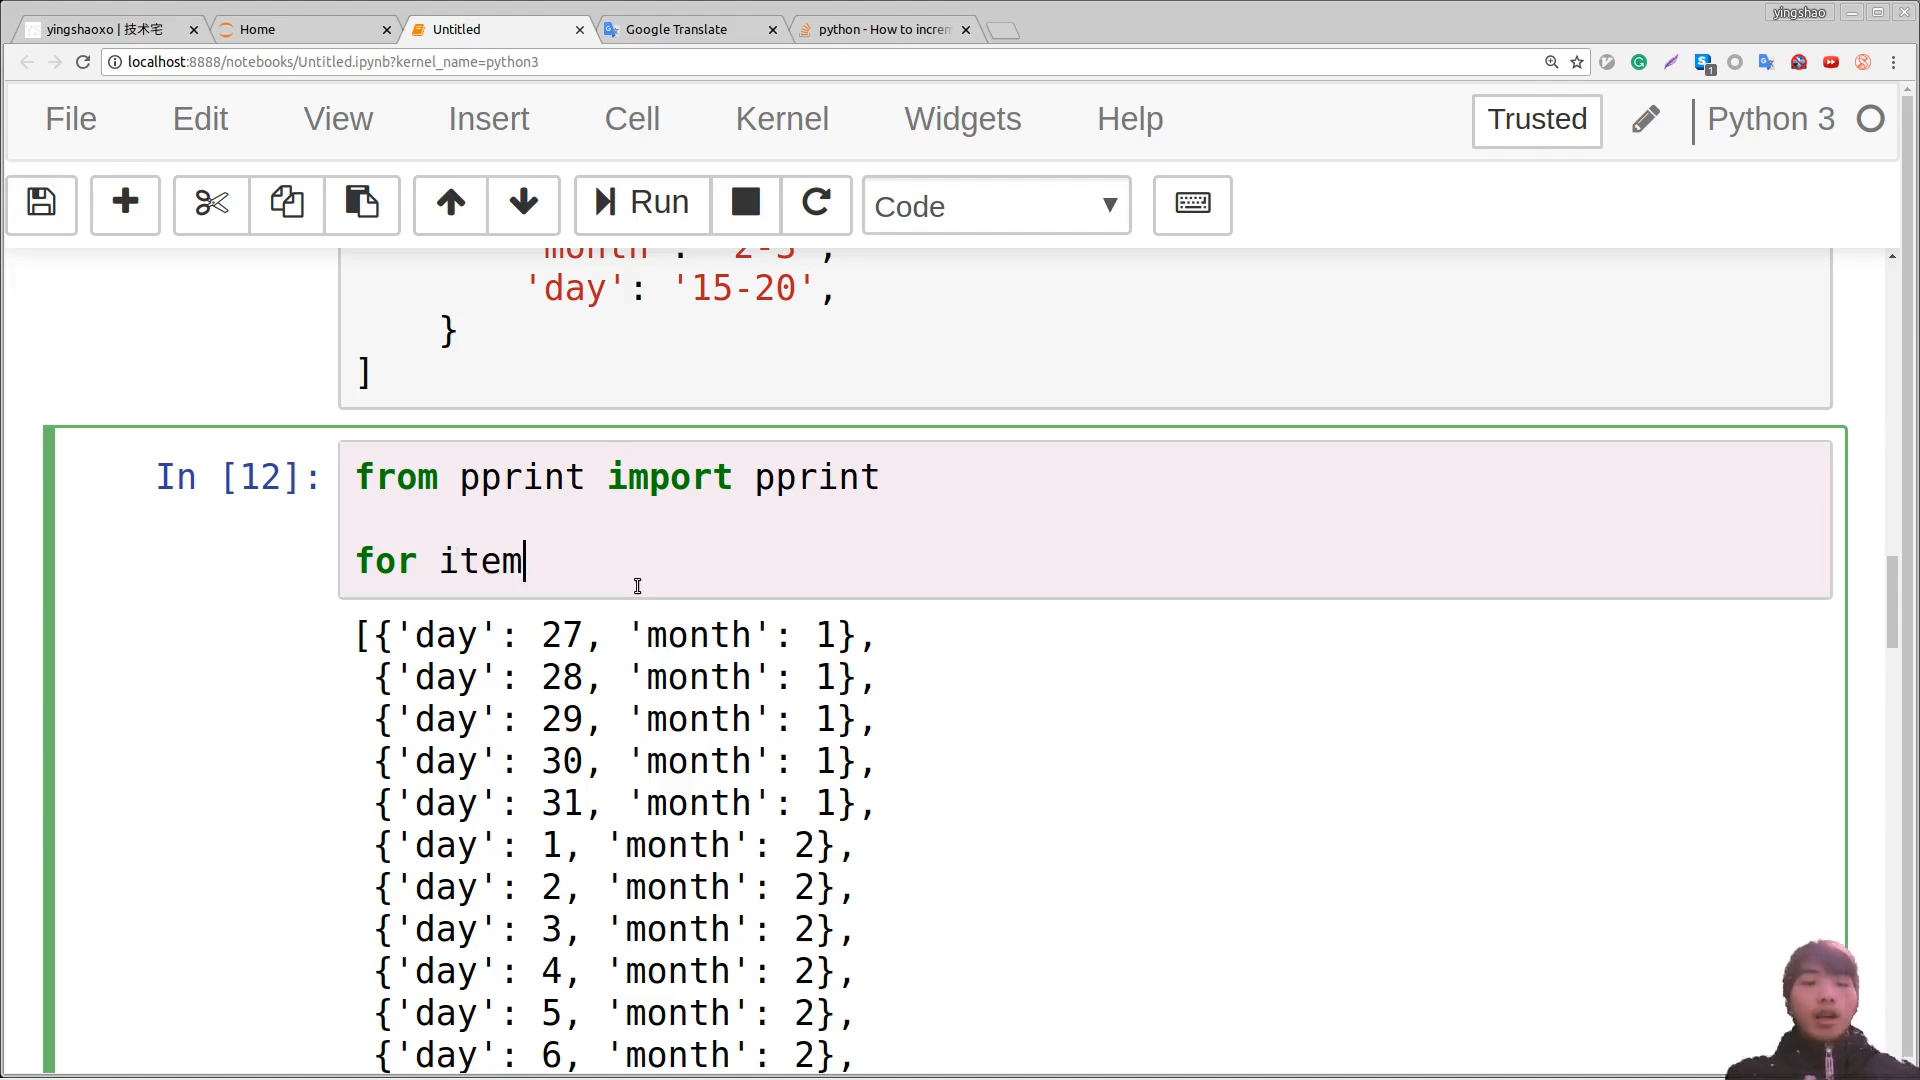 yingshao
yingshaoxo | 技术宅
Home
Untitled
Google Translate
python - How to increm
localhost:8888/notebooks/Untitled.ipynb?kernel_name=python3
File Edit View Insert Cell Kernel Widgets Help
Trusted
Python 3
Run
Code
'month': '2-3',
'day': '15-20',
}
]
In [12]:
from pprint import pprint
for item
[{'day': 27, 'month': 1},
{'day': 28, 'month': 1},
{'day': 29, 'month': 1},
{'day': 30, 'month': 1},
{'day': 31, 'month': 1},
{'day': 1, 'month': 2},
{'day': 2, 'month': 2},
{'day': 3, 'month': 2},
{'day': 4, 'month': 2},
{'day': 5, 'month': 2},
{'day': 6, 'month': 2},